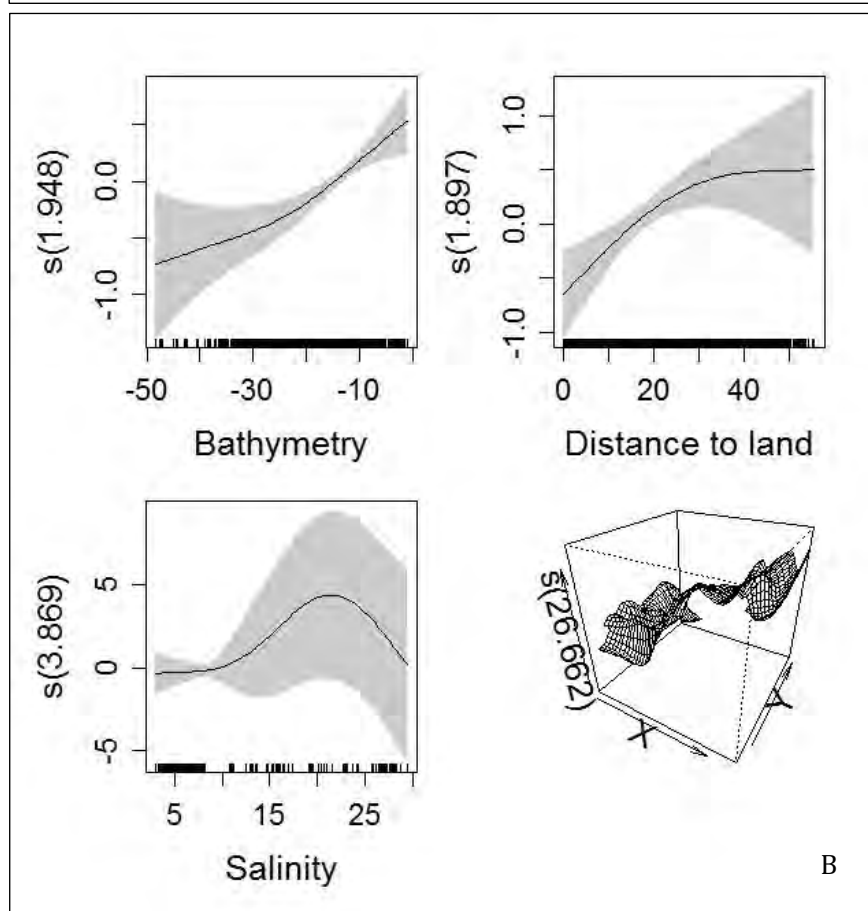 s(1.948)
0.0
-1.0
-50 -30 -10
Bathymetry
s(1.897)
1.0
0.0
-1.0
0 20 40
Distance to land
s(3.869)
5
0
-5
5 15 25
Salinity
s(26.662)
X
Y
B